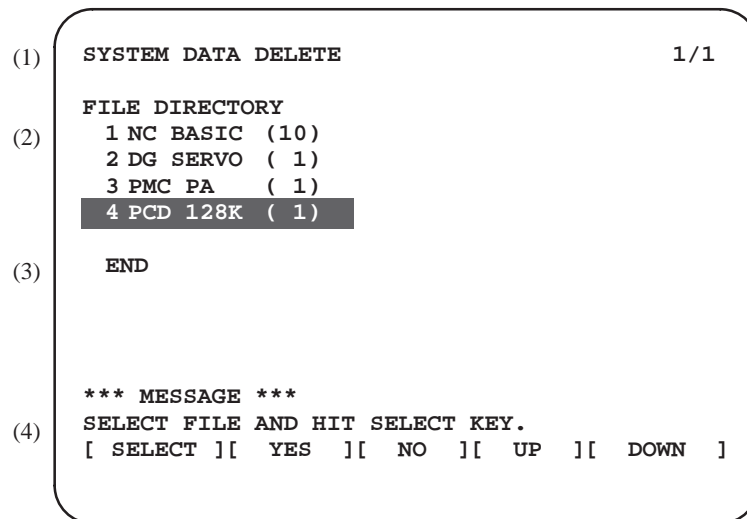 (1) SYSTEM DATA DELETE 1/1
FILE DIRECTORY
(2) 1 NC BASIC (10)
2 DG SERVO ( 1)
3 PMC PA ( 1)
4 PCD 128K ( 1)
(3) END
*** MESSAGE ***
(4) SELECT FILE AND HIT SELECT KEY.
[ SELECT ][ YES ][ NO ][ UP ][ DOWN ]